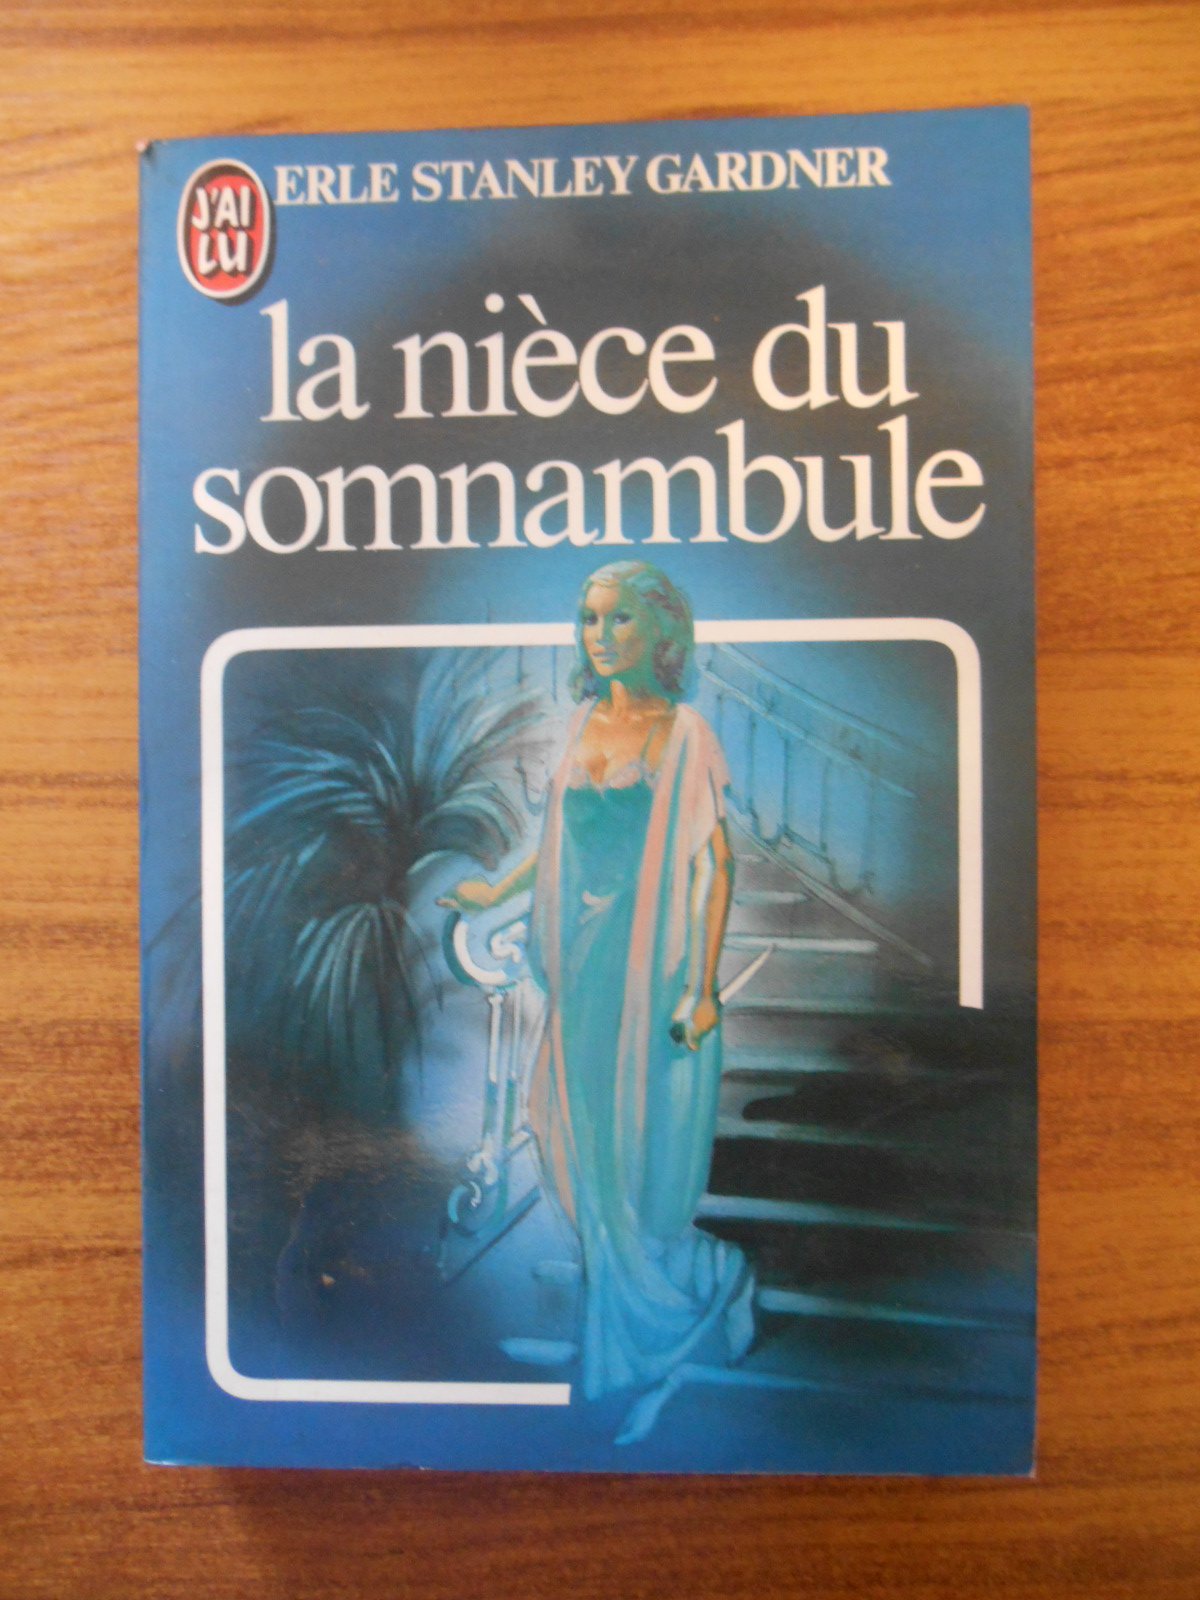 ERLE STANLEY GARDNER
J'AI
LU
la nièce du
somnambule